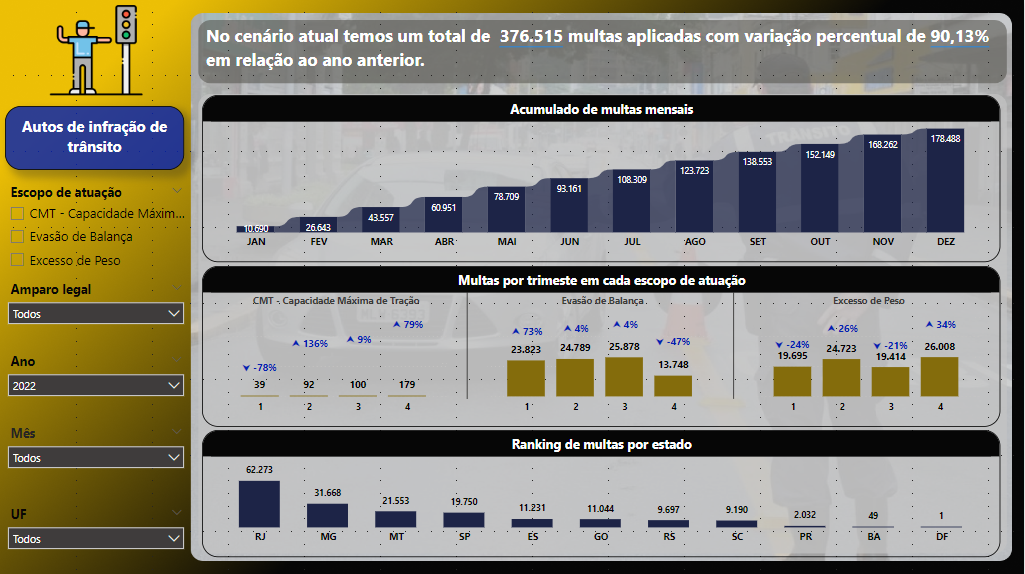 No cenário atual temos um total de 376.515 multas aplicadas com variação percentual de 90,13%
em relação ao ano anterior.
Autos de infração de
trânsito
Escopo de atuação
CMT - Capacidade Máxim...
Evasão de Balança
Excesso de Peso
Amparo legal
Todos
Ano
2022
Mês
Todos
UF
Todos
Acumulado de multas mensais
10.690 26.643 43.557 60.951 78.709 93.161 108.309 123.723 138.553 152.149 168.262 178.488
JAN FEV MAR ABR MAI JUN JUL AGO SET OUT NOV DEZ
Multas por trimeste em cada escopo de atuação
CMT - Capacidade Máxima de Tração
-78% 136% 9% 79%
39 92 100 179
1 2 3 4
Evasão de Balança
73% 4% 4% -47%
23.823 24.789 25.878 13.748
1 2 3 4
Excesso de Peso
-24% -26% -21% 34%
19.695 24.723 19.414 26.008
1 2 3 4
Ranking de multas por estado
62.273 31.668 21.553 19.750 11.231 11.044 9.697 9.190 2.032 49 1
RJ MG MT SP ES GO RS SC PR BA DF